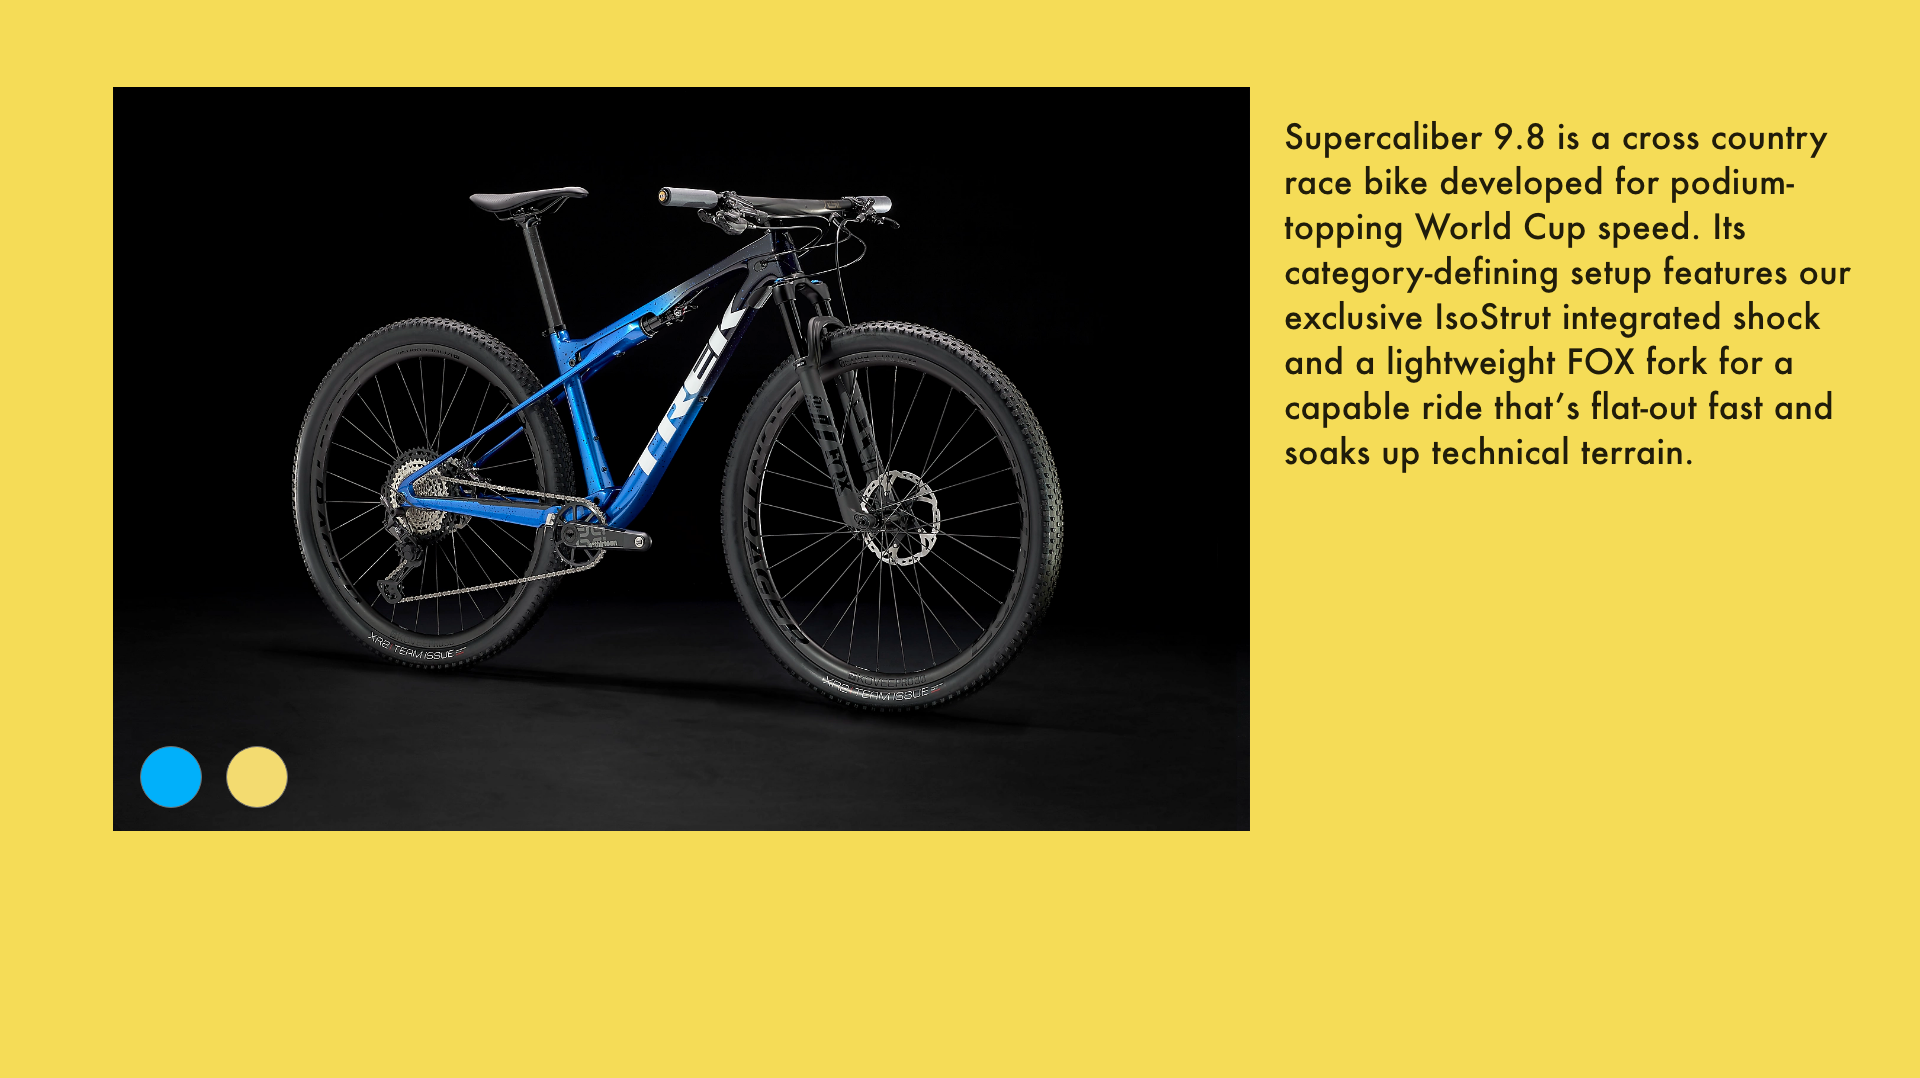 Supercaliber 9.8 is a cross country
race bike developed for podium-
topping World Cup speed. Its
category-defining setup features our
exclusive IsoStrut integrated shock
and a lightweight FOX fork for a
capable ride that’s flat-out fast and
soaks up technical terrain.
TREK
FOX
XR2 TEAM ISSUE
XR2 TEAM ISSUE